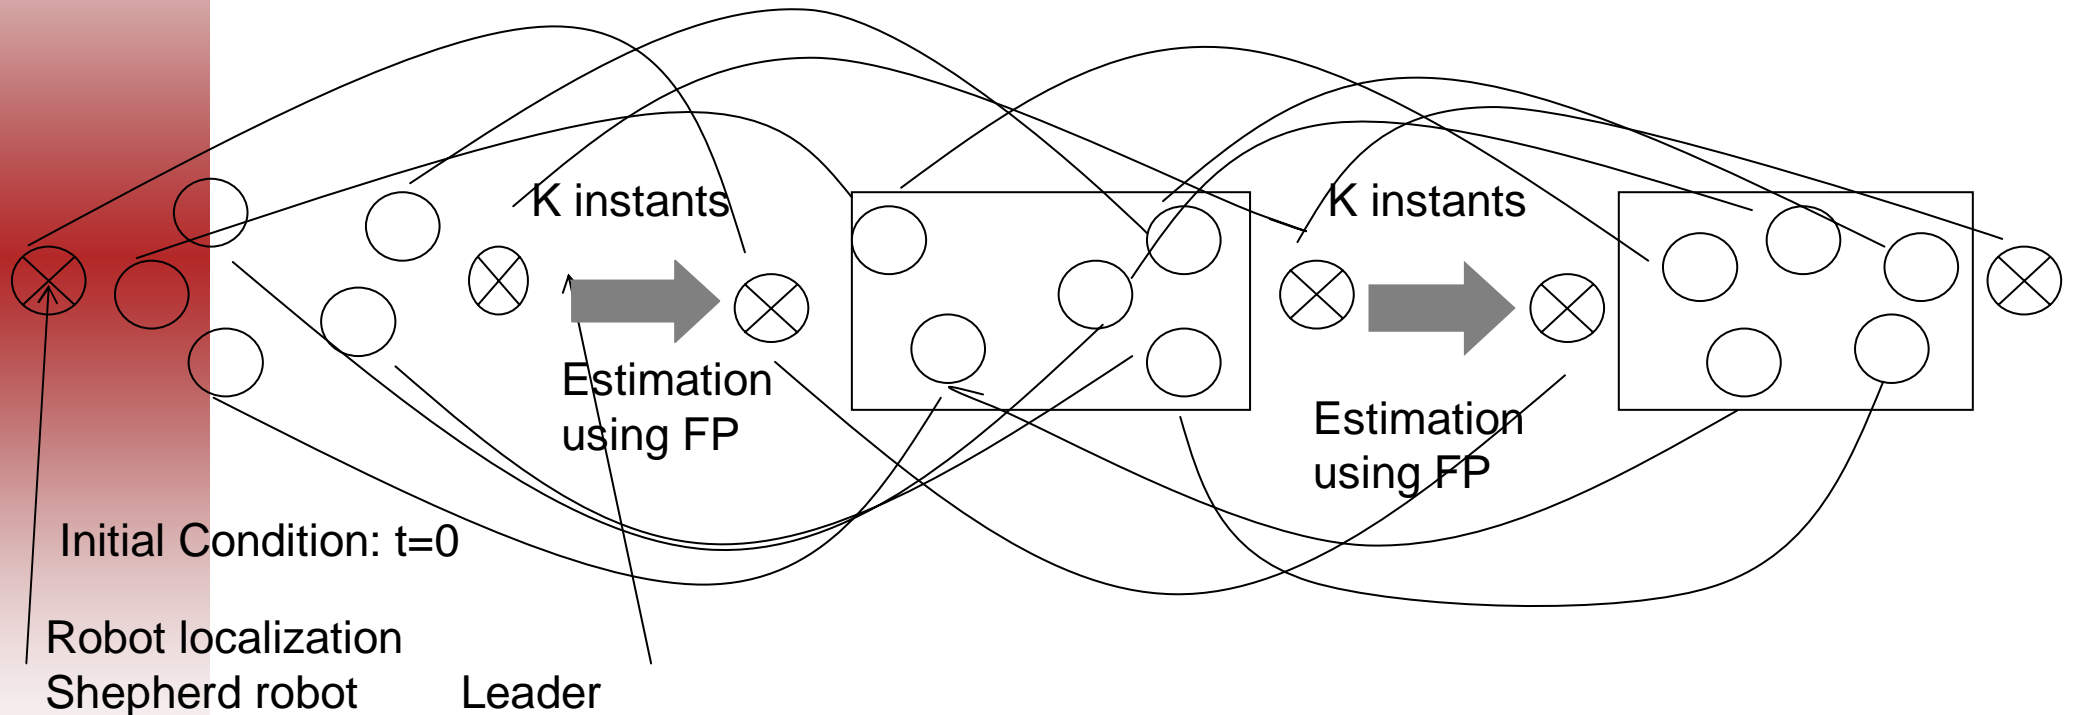 K instants
K instants
Estimation
using FP
Estimation
using FP
Initial Condition: t=0
Robot localization
Shepherd robot
Leader